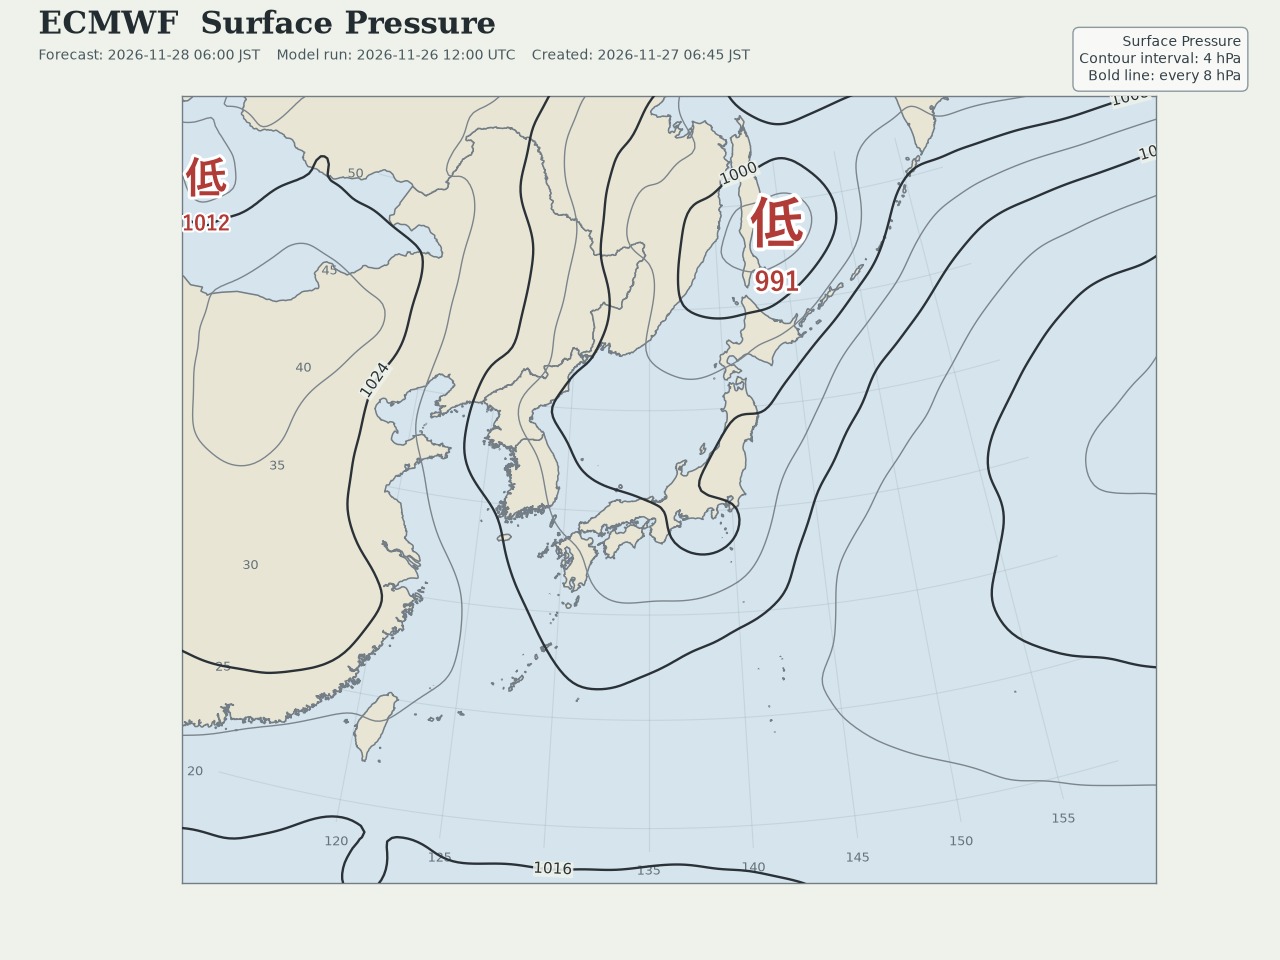 ECMWF  Surface Pressure
Forecast: 2026-11-28 06:00 JST    Model run: 2026-11-26 12:00 UTC    Created: 2026-11-27 06:45 JST
Surface Pressure
Contour interval: 4 hPa
Bold line: every 8 hPa
10
50
1000
低
1012
低
991
45
40
1024
35
30
25
20
120
125
1016
135
140
145
150
155